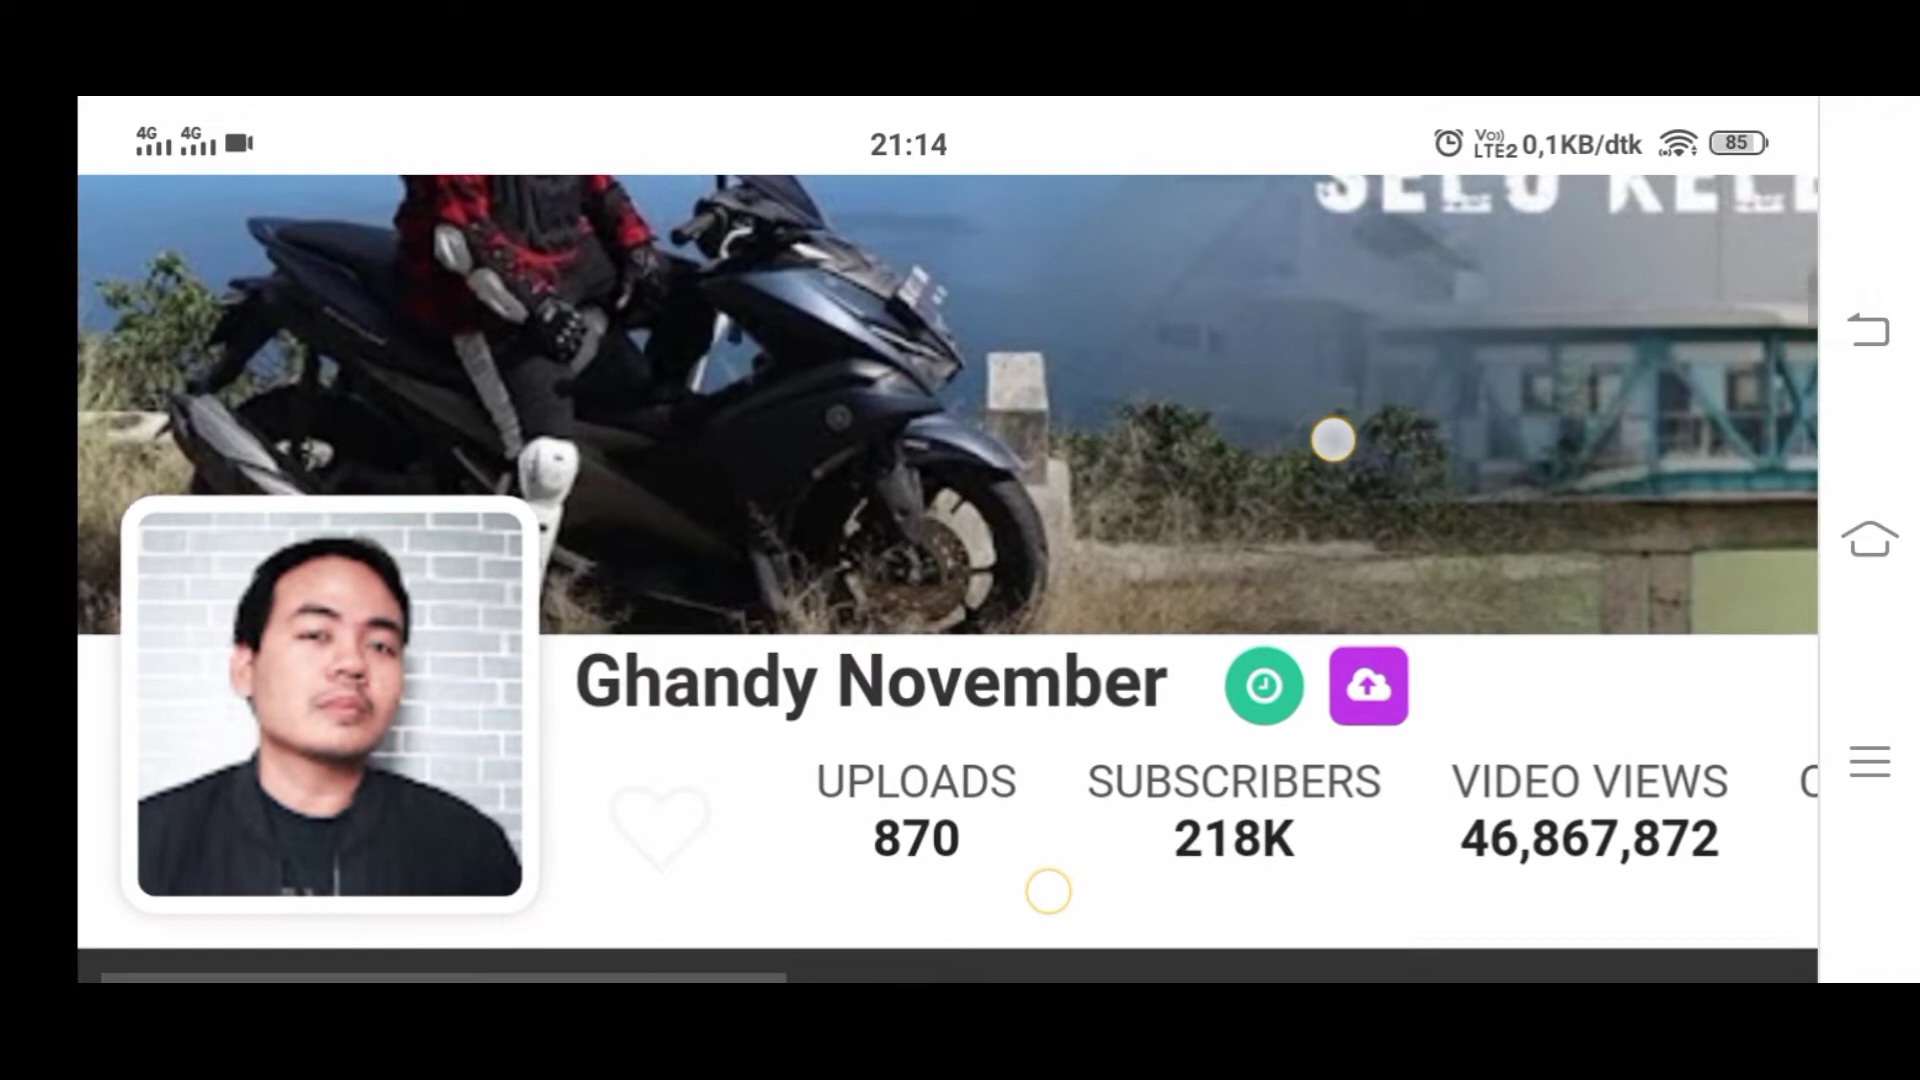 4G 4G 21:14 Vo)) LTE2 0,1KB/dtk 85
Ghandy November
UPLOADS SUBSCRIBERS VIDEO VIEWS
870 218K 46,867,872